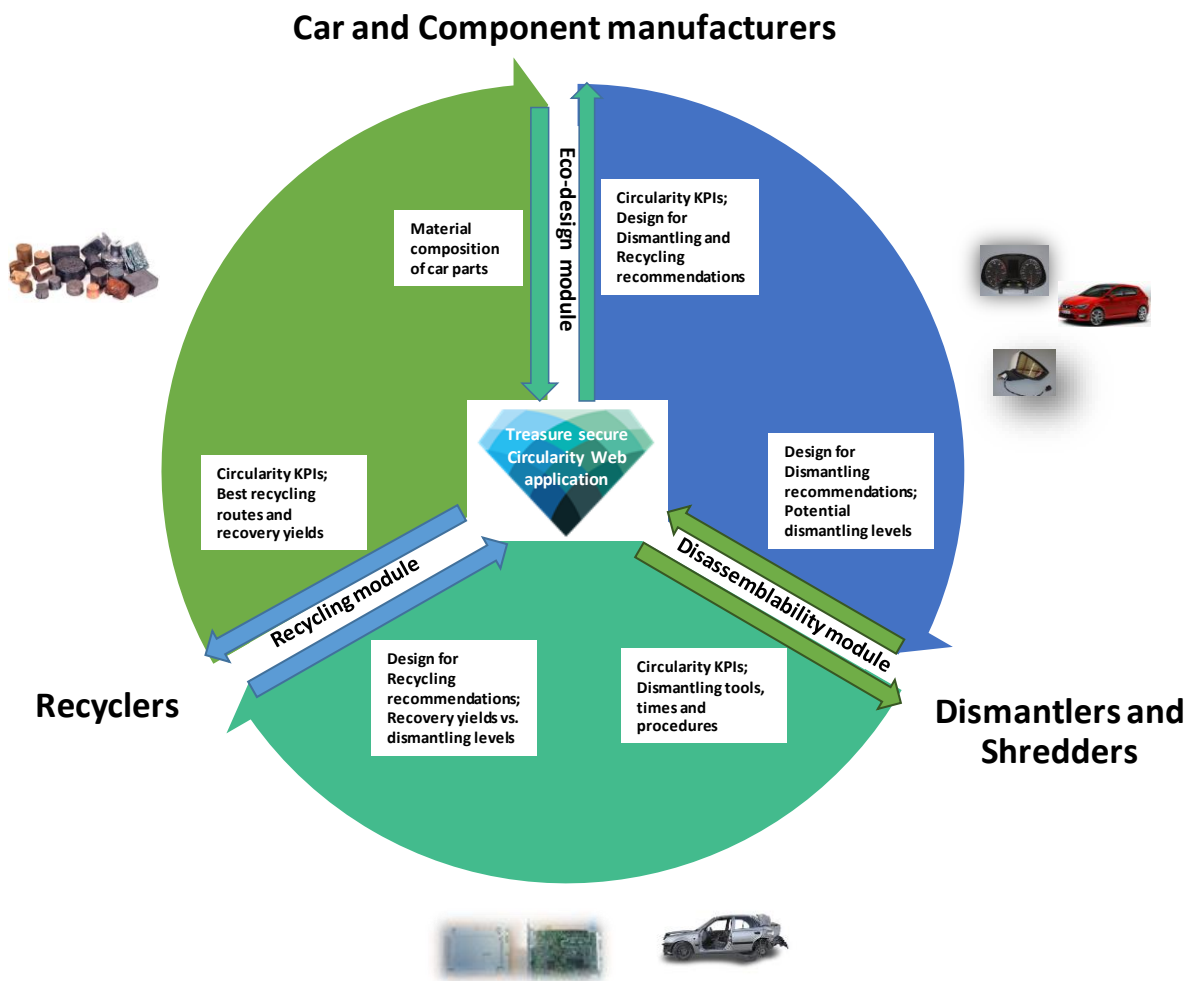 Car and Component manufacturers
Eco-design module
Material
composition
of car parts
Circularity KPIs;
Design for
Dismantling and
Recycling
recommendations
Treasure secure
Circularity Web
application
Circularity KPIs;
Best recycling
routes and
recovery yields
Design for
Dismantling
recommendations;
Potential
dismantling levels
Recycling module
Disassemblability module
Design for
Recycling
recommendations;
Recovery yields vs.
dismantling levels
Circularity KPIs;
Dismantling tools,
times and
procedures
Recyclers
Dismantlers and
Shredders